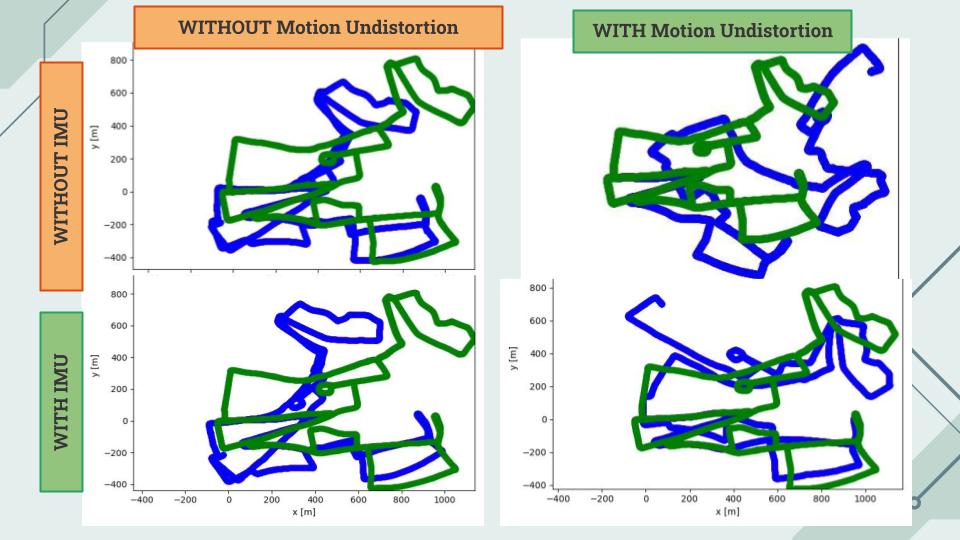 WITHOUT Motion Undistortion
WITH Motion Undistortion
WITHOUT IMU
y [m]
800
600
400
200
0
−200
−400
WITH IMU
y [m]
800
600
400
200
0
−200
−400
−400 −200 0 200 400 600 800 1000
x [m]
y [m]
800
600
400
200
0
−200
−400
−400 −200 0 200 400 600 800 1000
x [m]